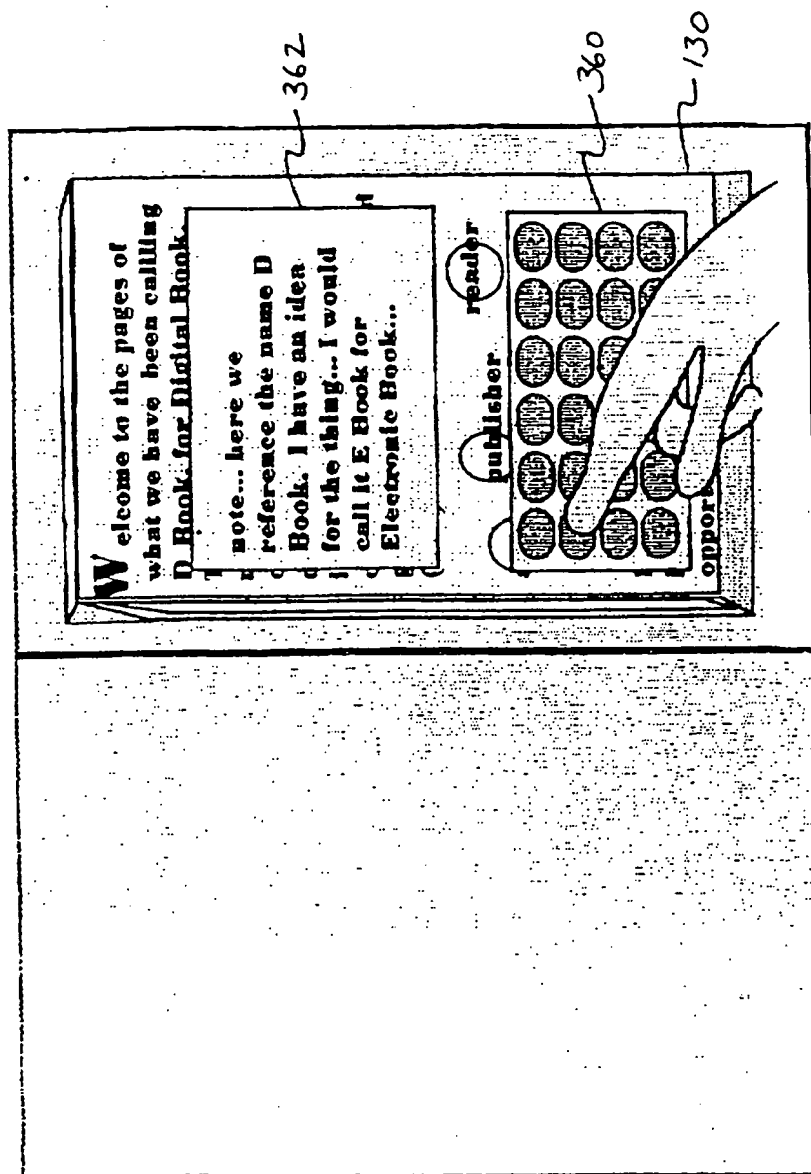 Welcome to the pages of
what we have been callling
D Book. for Digital Book.
note... here we
reference the name D
Book. I have an idea
for the thing... I would
call it E Book for
Electronic Book...
publisher
reader
oppor
362
360
130